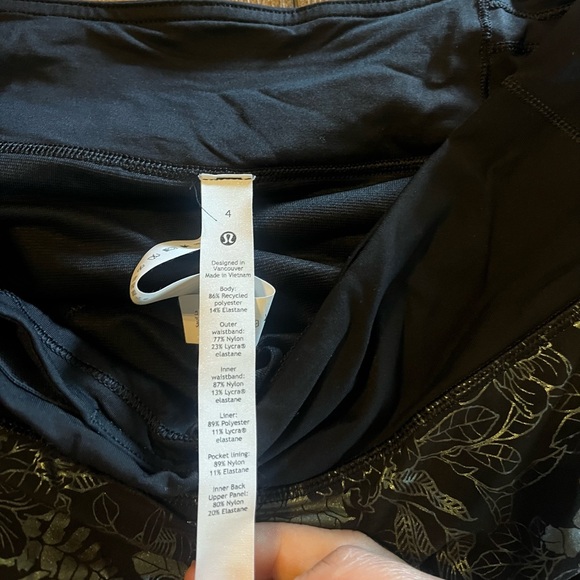 4
Designed in
Vancouver
Made in Vietnam
Body:
86% Recycled
polyester
14% Elastane
Outer
waistband:
77% Nylon
23% Lycra®
elastane
Inner
waistband:
87% Nylon
13% Lycra®
elastane
Liner:
89% Polyester
11% Lycra®
elastane
Pocket lining:
89% Nylon
11% Elastane
Inner Back
Upper Panel:
80% Nylon
20% Elastane